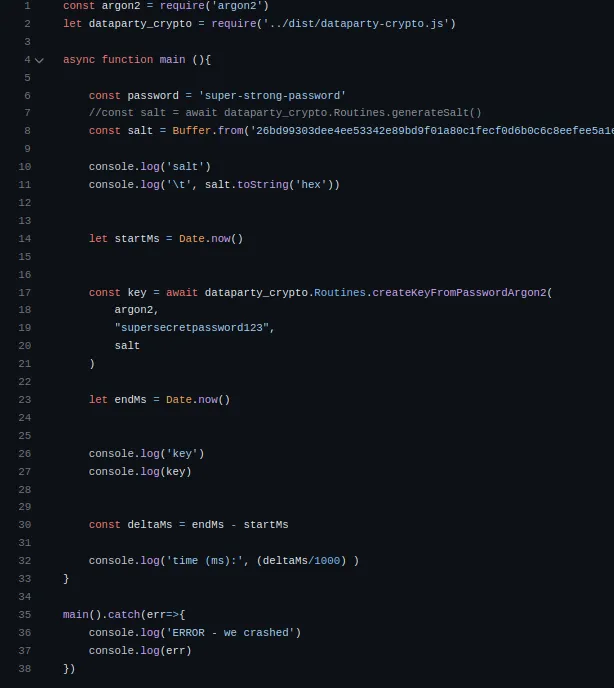 1 const argon2 = require('argon2')
2 let dataparty_crypto = require('../dist/dataparty-crypto.js')
3
4 async function main (){
5
6 const password = 'super-strong-password'
7 //const salt = await dataparty_crypto.Routines.generateSalt()
8 const salt = Buffer.from('26bd99303dee4ee53342e89bd9f01a80c1fecf0d6b0c6c8eefee5a1e
9
10 console.log('salt')
11 console.log('\t', salt.toString('hex'))
12
13
14 let startMs = Date.now()
15
16
17 const key = await dataparty_crypto.Routines.createKeyFromPasswordArgon2(
18 argon2,
19 "supersecretpassword123",
20 salt
21 )
22
23 let endMs = Date.now()
24
25
26 console.log('key')
27 console.log(key)
28
29
30 const deltaMs = endMs - startMs
31
32 console.log('time (ms):', (deltaMs/1000) )
33 }
34
35 main().catch(err=>{
36 console.log('ERROR - we crashed')
37 console.log(err)
38 })